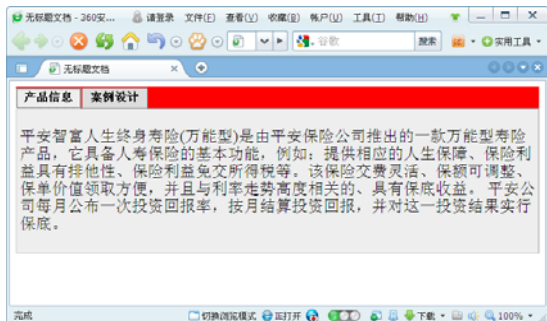 无标题文档 - 360安... 请登录 文件(F) 查看(V) 收藏(B) 帐户(U) 工具(T) 帮助(H)
谷歌 搜索 实用工具
无标题文档
产品信息 案例设计
平安智富人生终身寿险(万能型)是由平安保险公司推出的一款万能型寿险
产品,它具备人寿保险的基本功能,例如:提供相应的人生保障、保险利
益具有排他性、保险利益免交所得税等。该保险交费灵活、保额可调整、
保单价值领取方便,并且与利率走势高度相关的、具有保底收益。 平安公
司每月公布一次投资回报率,按月结算投资回报,并对这一投资结果实行
保底。
完成 切换浏览模式 正打开 下载 100%